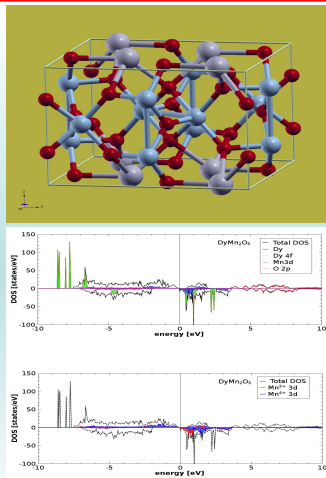 DyMn₂O₅
Total DOS
Dy
Dy 4f
Mn3d
O 2p
DOS [states/eV]
150
100
50
0
-50
-100
-10
-5
0
5
10
energy [eV]
DyMn₂O₅
Total DOS
Mn³⁺ 3d
Mn⁴⁺ 3d
DOS [states/eV]
150
100
50
0
-50
-100
-10
-5
0
5
10
energy [eV]